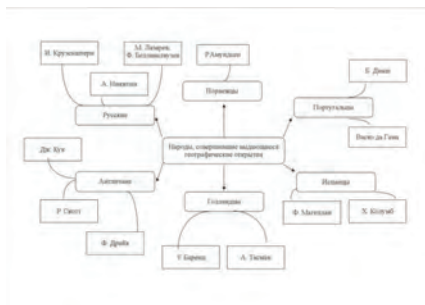 И. Крузенштерн
М. Лазарев,
Ф. Беллинсгаузен
А. Никитин
Русские
Р.Амундсен
Норвежцы
Б. Диаш
Португальцы
Васко да Гама
Народы, совершившие выдающиеся
географические открытия
Дж. Кук
Англичане
Р. Скотт
Ф. Дрейк
Голландцы
А. Тасман
Испанцы
Ф. Магеллан
Х. Колумб